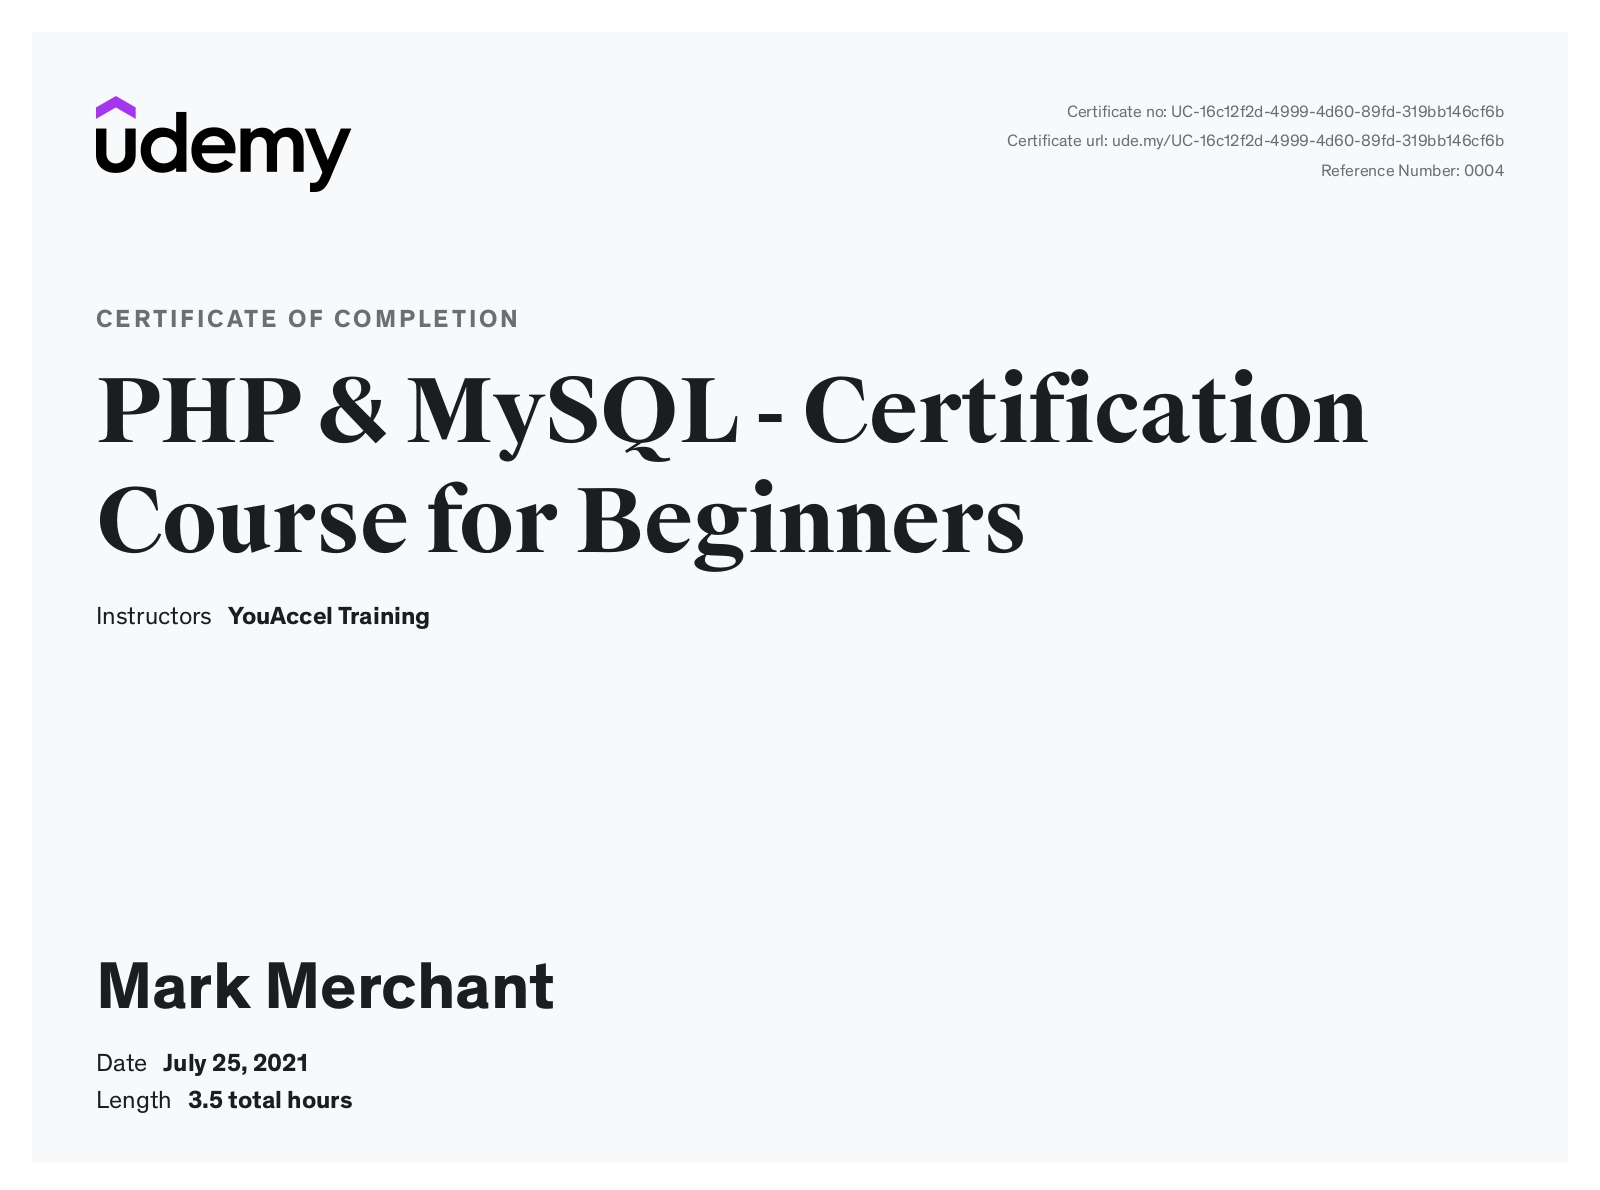 udemy
Certificate no: UC-16c12f2d-4999-4d60-89fd-319bb146cf6b
Certificate url: ude.my/UC-16c12f2d-4999-4d60-89fd-319bb146cf6b
Reference Number: 0004
CERTIFICATE OF COMPLETION
PHP & MySQL - Certification
Course for Beginners
Instructors YouAccel Training
Mark Merchant
Date July 25, 2021
Length 3.5 total hours